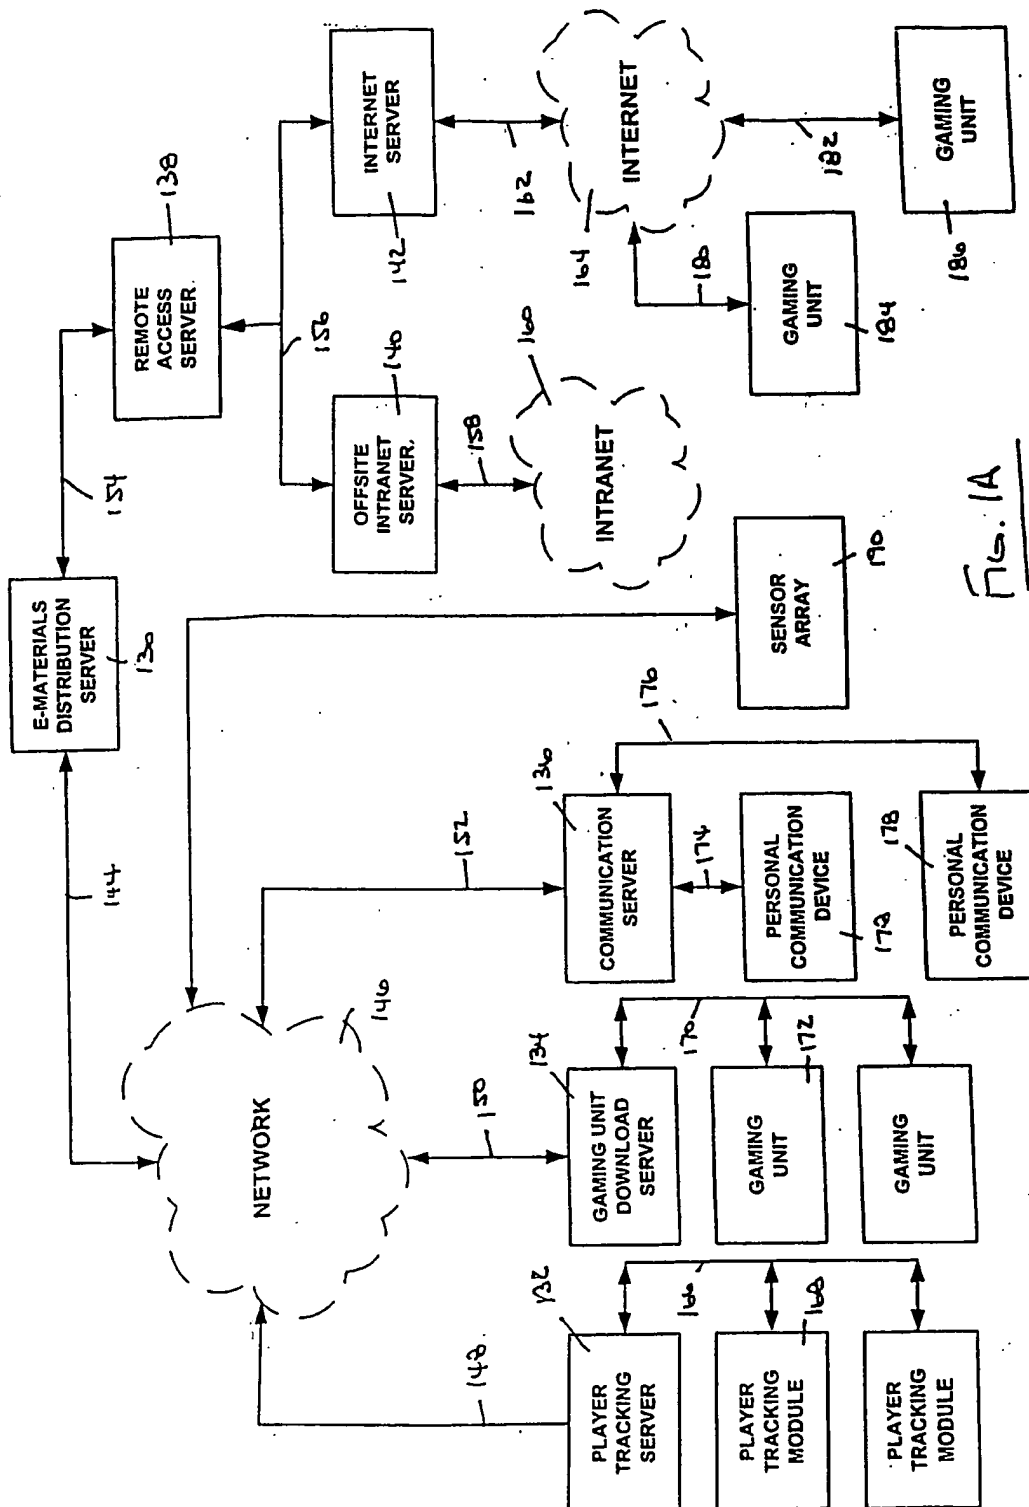 E-MATERIALS
DISTRIBUTION
SERVER
130
144
154
REMOTE
ACCESS
SERVER.
138
NETWORK
146
156
148
150
152
OFFSITE
INTRANET
SERVER.
140
INTERNET
SERVER
142
158
162
INTRANET
160
INTERNET
164
PLAYER
TRACKING
SERVER
132
GAMING UNIT
DOWNLOAD
SERVER
134
COMMUNICATION
SERVER
136
166
170
174
176
180
182
PLAYER
TRACKING
MODULE
168
GAMING
UNIT
172
PERSONAL
COMMUNICATION
DEVICE
178
SENSOR
ARRAY
190
GAMING
UNIT
184
PLAYER
TRACKING
MODULE
GAMING
UNIT
PERSONAL
COMMUNICATION
DEVICE
178
GAMING
UNIT
186
FIG. 1A